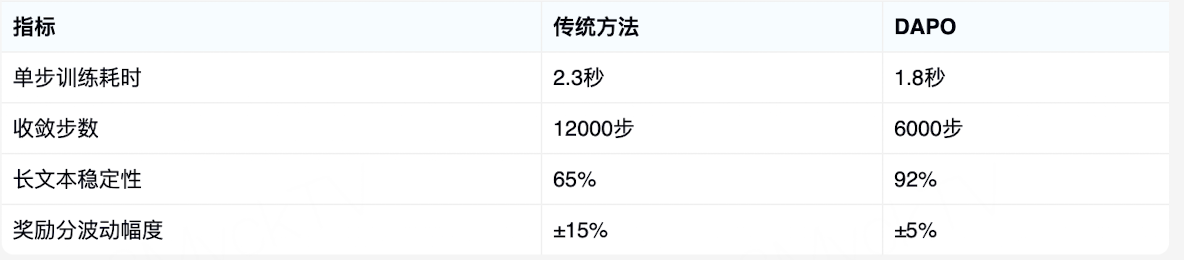 指标 传统方法 DAPO
单步训练耗时 2.3秒 1.8秒
收敛步数 12000步 6000步
长文本稳定性 65% 92%
奖励分波动幅度 ±15% ±5%